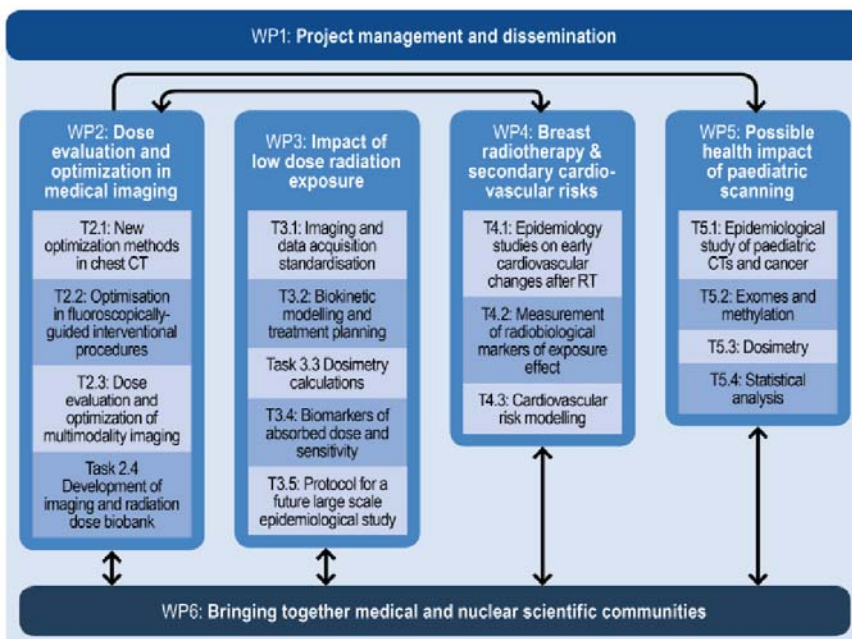 WP1: Project management and dissemination
WP2: Dose
evaluation and
optimization in
medical imaging
T2.1: New
optimization methods
in chest CT
T2.2: Optimisation
in fluoroscopically-
guided interventional
procedures
T2.3: Dose
evaluation and
optimization of
multimodality imaging
Task 2.4
Development of
imaging and radiation
dose biobank
WP3: Impact of
low dose radiation
exposure
T3.1: Imaging and
data acquisition
standardisation
T3.2: Biokinetic
modelling and
treatment planning
Task 3.3 Dosimetry
calculations
T3.4: Biomarkers of
absorbed dose and
sensitivity
T3.5: Protocol for a
future large scale
epidemiological study
WP4: Breast
radiotherapy &
secondary cardio-
vascular risks
T4.1: Epidemiology
studies on early
cardiovascular
changes after RT
T4.2: Measurement
of radiobiological
markers of exposure
effect
T4.3: Cardiovascular
risk modelling
WP5: Possible
health impact
of paediatric
scanning
T5.1: Epidemiological
study of paediatric
CTs and cancer
T5.2: Exomes and
methylation
T5.3: Dosimetry
T5.4: Statistical
analysis
WP6: Bringing together medical and nuclear scientific communities